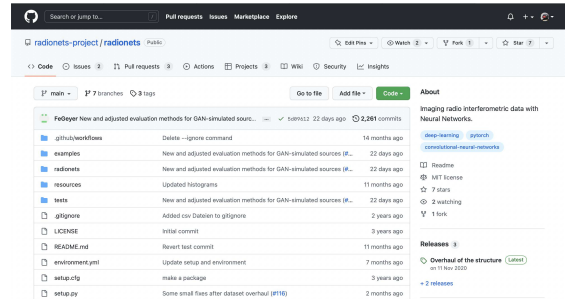 Search or jump to... / Pull requests Issues Marketplace Explore
radionets-project / radionets Public Edit Pins Watch 2 Fork 1 Star 7
Code Issues 2 Pull requests 3 Actions Projects 3 Wiki Security Insights
main 7 branches 3 tags Go to file Add file Code
FeGeyer New and adjusted evaluation methods for GAN-simulated sourc... ... 22 days ago 2,261 commits
.github/workflows Delete --ignore command 14 months ago
examples New and adjusted evaluation methods for GAN-simulated sources (#... 22 days ago
radionets New and adjusted evaluation methods for GAN-simulated sources (#... 22 days ago
resources Updated histograms 11 months ago
tests New and adjusted evaluation methods for GAN-simulated sources (#... 22 days ago
.gitignore Added csv Dateien to gitignore 2 years ago
LICENSE Initial commit 3 years ago
README.md Revert test commit 11 months ago
environment.yml Update setup and environment 7 months ago
setup.cfg make a package 3 years ago
setup.py Some small fixes after dataset overhaul (#116) 2 months ago
About
Imaging radio interferometric data with
Neural Networks.
deep-learning pytorch
convolutional-neural-networks
Readme
MIT license
7 stars
2 watching
1 fork
Releases 3
Overhaul of the structure Latest
on 11 Nov 2020
+ 2 releases